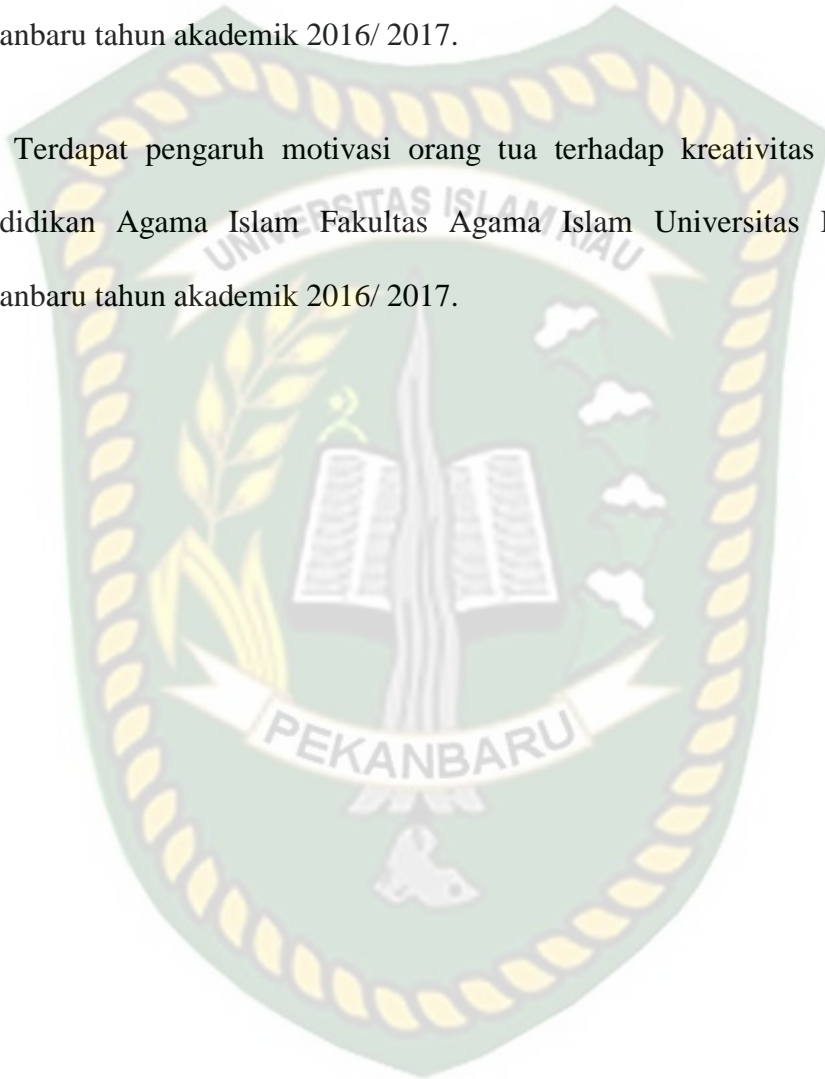 anbaru tahun akademik 2016/ 2017.
Terdapat pengaruh motivasi orang tua terhadap kreativitas
didikan Agama Islam Fakultas Agama Islam Universitas I
UNIVERSITAS ISLAM RIAU
anbaru tahun akademik 2016/ 2017.
PEKANBARU